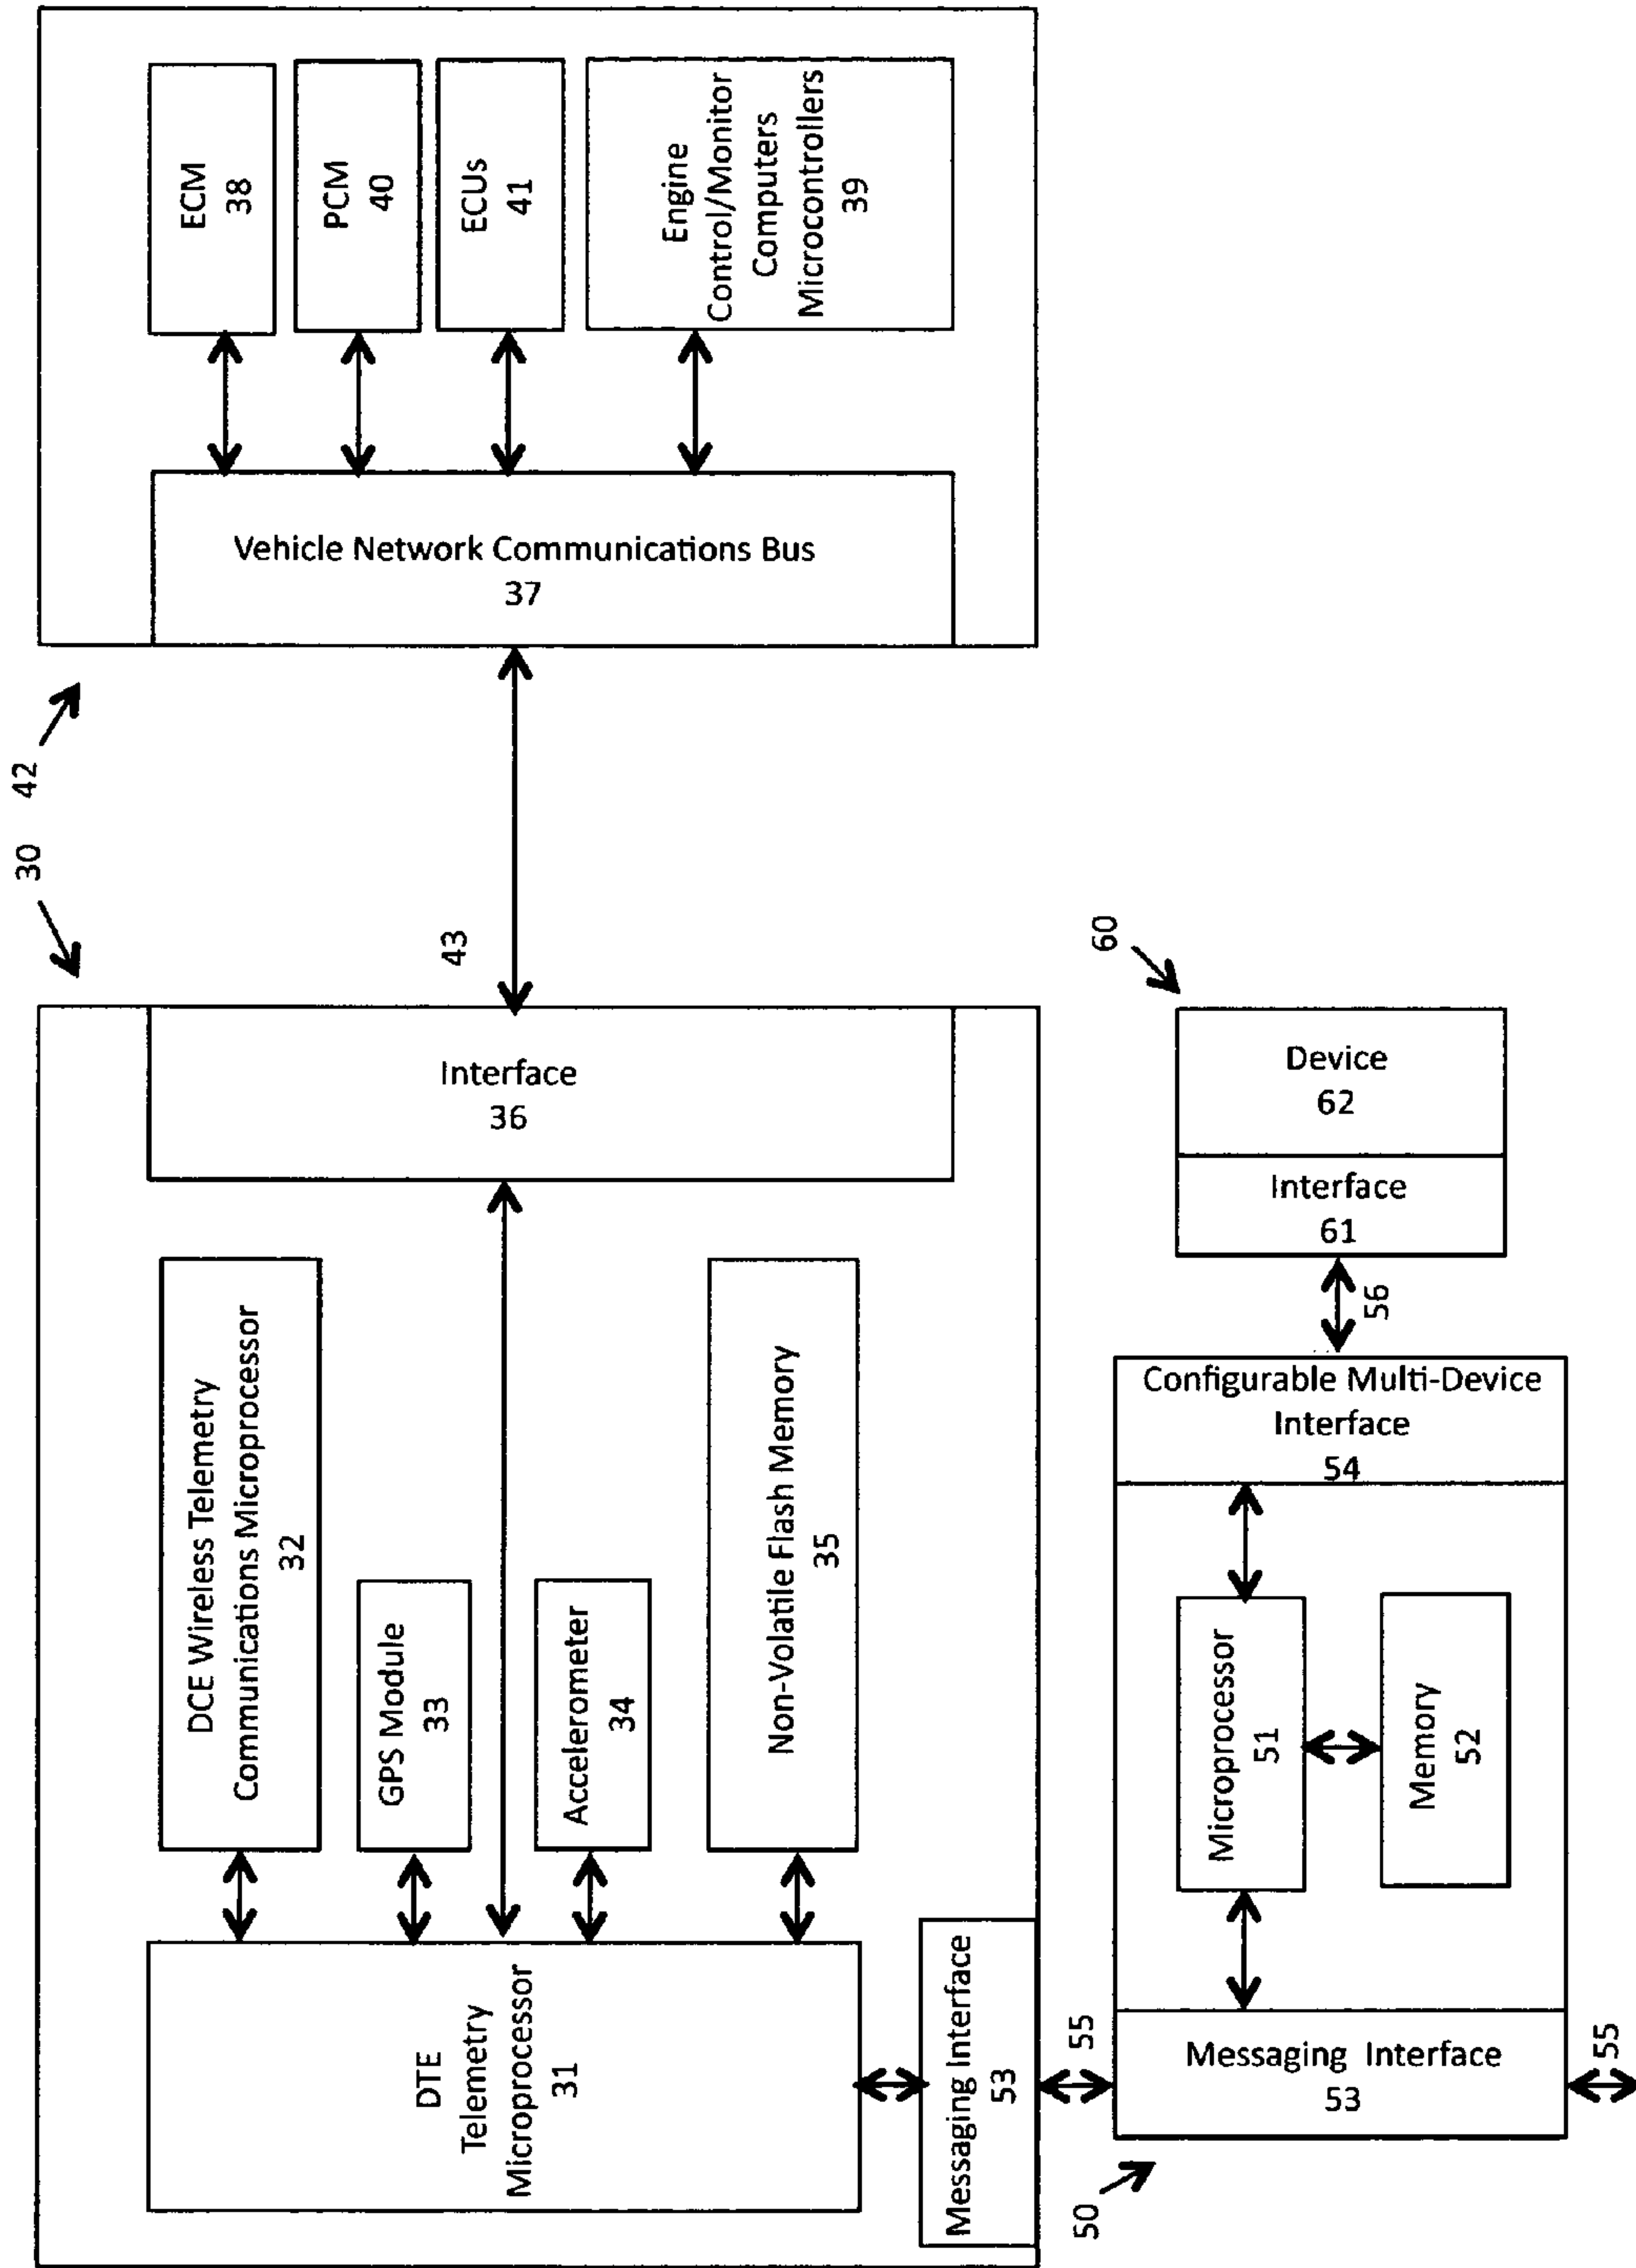 30
42
DTE
Telemetry
Microprocessor
31
DCE Wireless Telemetry
Communications Microprocessor
32
GPS Module
33
Accelerometer
34
Non-Volatile Flash Memory
35
Interface
36
43
Vehicle Network Communications Bus
37
ECM
38
PCM
40
ECUs
41
Engine
Control/Monitor
Computers
Microcontrollers
39
Messaging Interface
53
55
50
Messaging Interface
53
55
Microprocessor
51
Memory
52
Configurable Multi-Device
Interface
54
56
60
Interface
61
Device
62